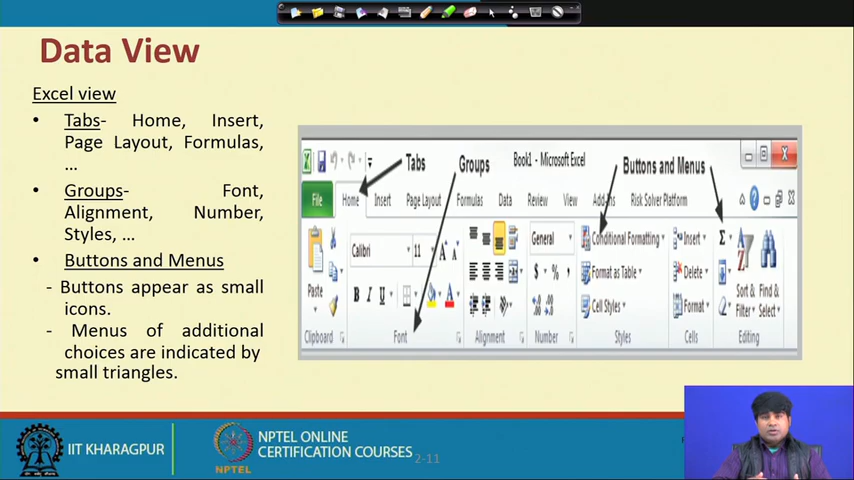 Data View
Excel view
• Tabs- Home, Insert,
Page Layout, Formulas,
...
• Groups- Font,
Alignment, Number,
Styles, ...
• Buttons and Menus
- Buttons appear as small
icons.
- Menus of additional
choices are indicated by
small triangles.
Tabs
Groups
Book1 - Microsoft Excel
Buttons and Menus
File Home Insert Page Layout Formulas Data Review View Add-Ins Risk Solver Platform
Calibri 11 General Conditional Formatting Insert Σ
Paste Format as Table Delete
B I U A $ % , Cell Styles Format Sort & Filter Find & Select
Clipboard Font Alignment Number Styles Cells Editing
IIT KHARAGPUR
NPTEL
NPTEL ONLINE
CERTIFICATION COURSES
2-11